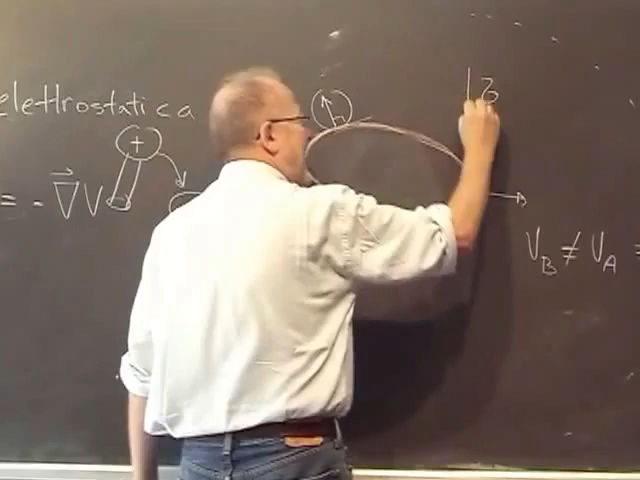 elettrostatica
+
= - ∇⃗V
V_B ≠ V_A =